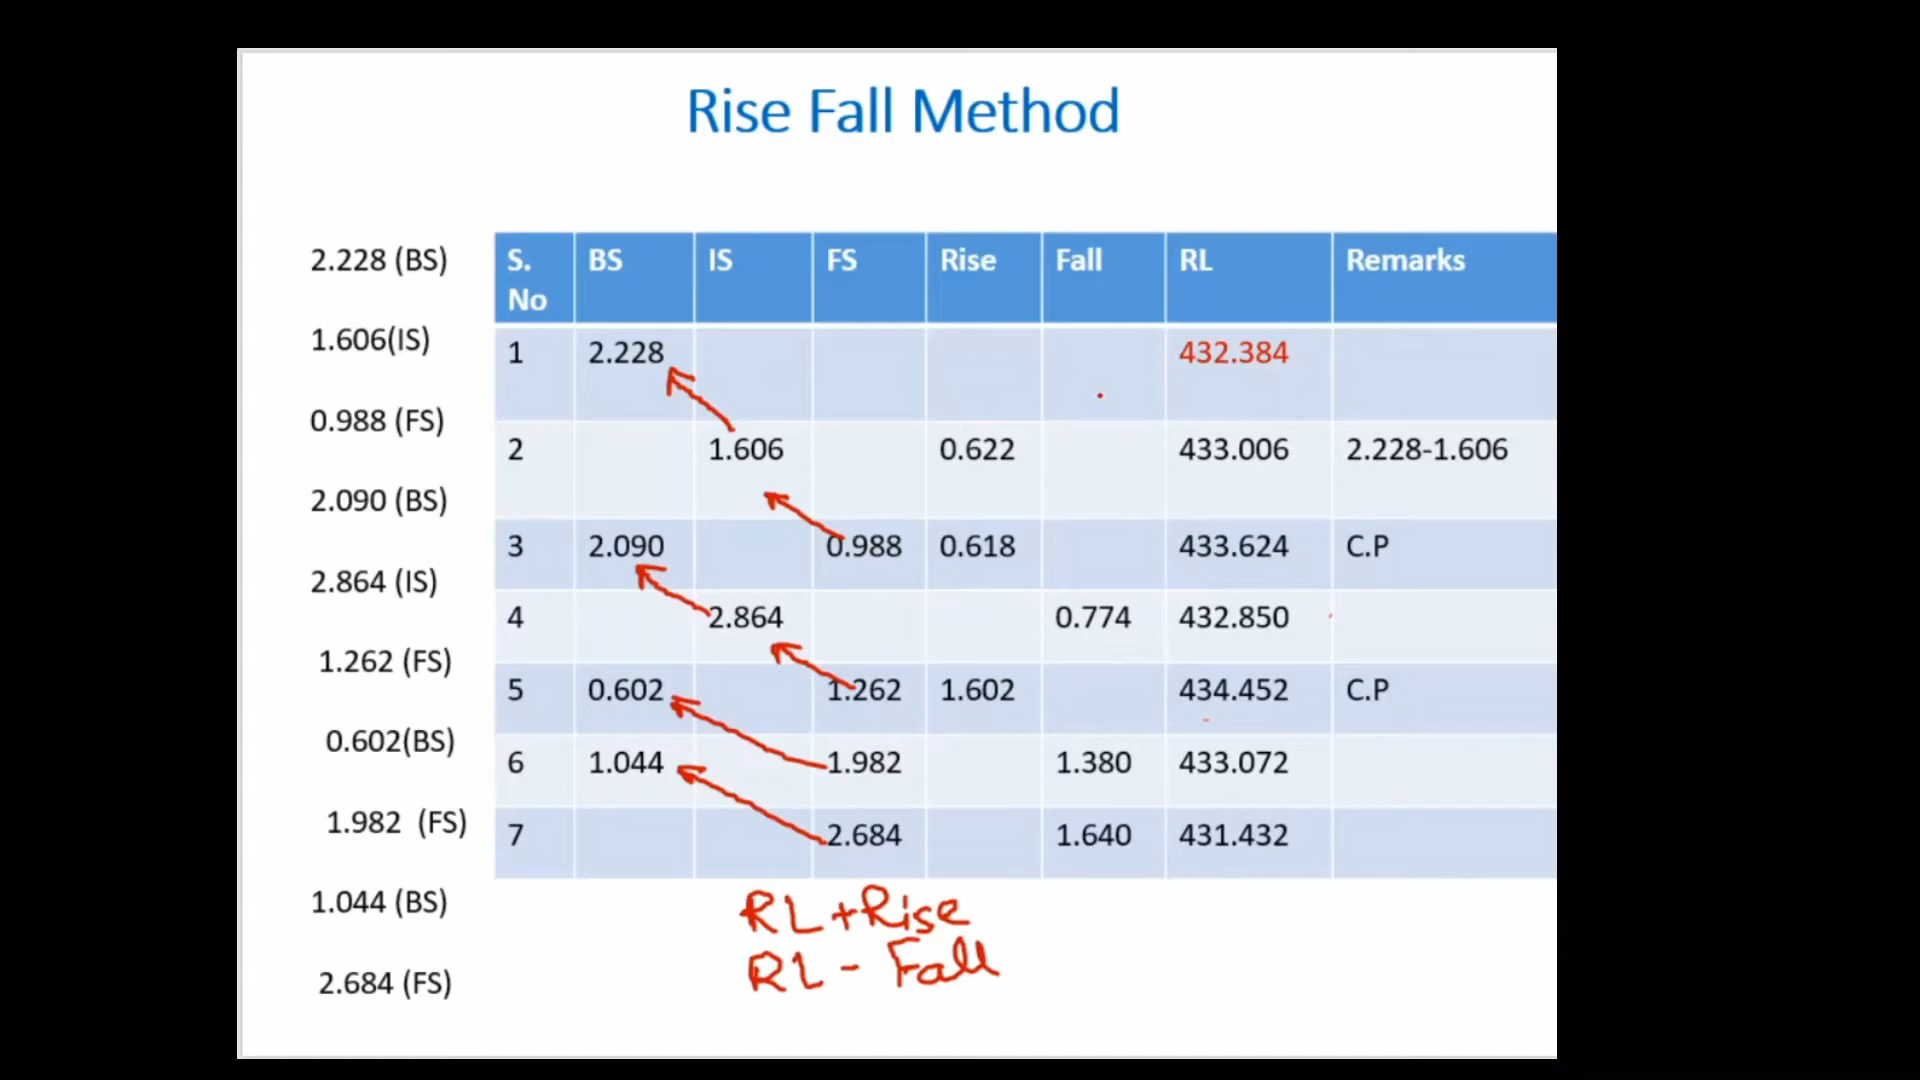 Rise Fall Method
2.228 (BS)
1.606(IS)
0.988 (FS)
2.090 (BS)
2.864 (IS)
1.262 (FS)
0.602(BS)
1.982 (FS)
1.044 (BS)
2.684 (FS)
S. No BS IS FS Rise Fall RL Remarks
1 2.228 432.384
2 1.606 0.622 433.006 2.228-1.606
3 2.090 0.988 0.618 433.624 C.P
4 2.864 0.774 432.850
5 0.602 1.262 1.602 434.452 C.P
6 1.044 1.982 1.380 433.072
7 2.684 1.640 431.432
RL+Rise
RL - Fall